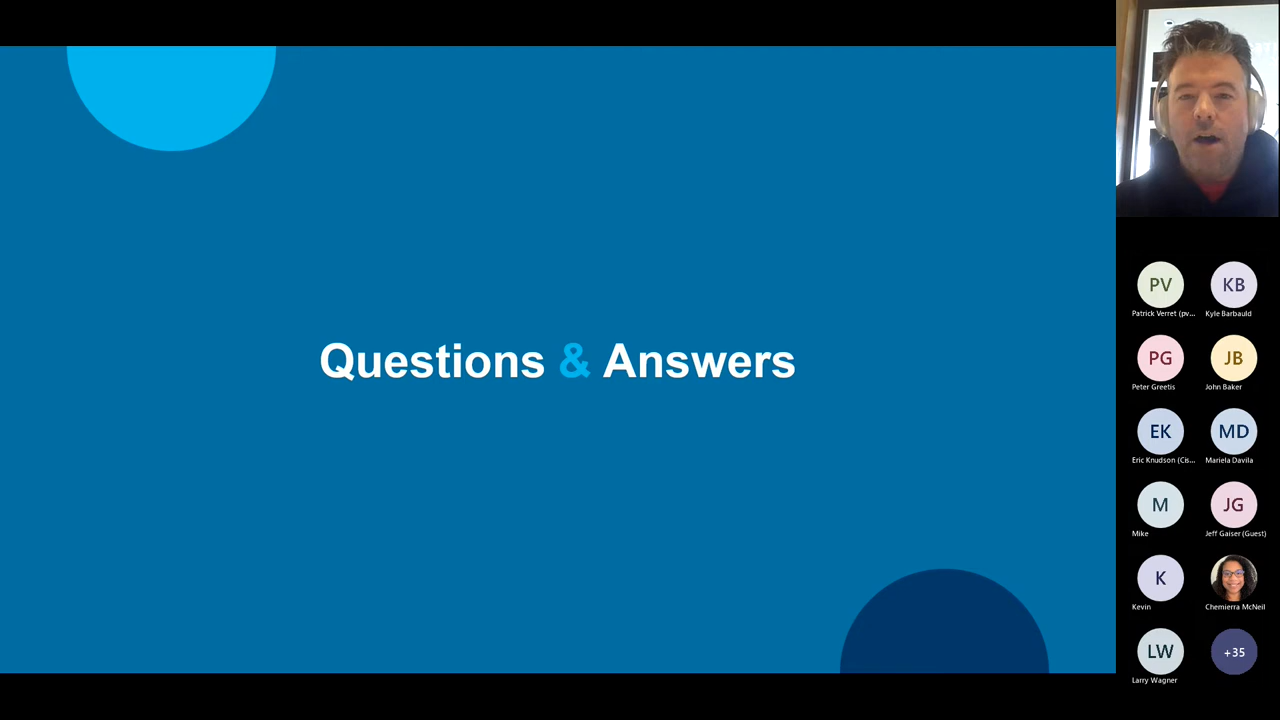 Questions & Answers
PV
KB
Patrick Verret (pv...
Kyle Barbauld
PG
JB
Peter Greetis
John Baker
EK
MD
Eric Knudson (Cis...
Mariela Davila
M
JG
Mike
Jeff Gaiser (Guest)
K
Kevin
Chemierra McNeil
LW
+35
Larry Wagner